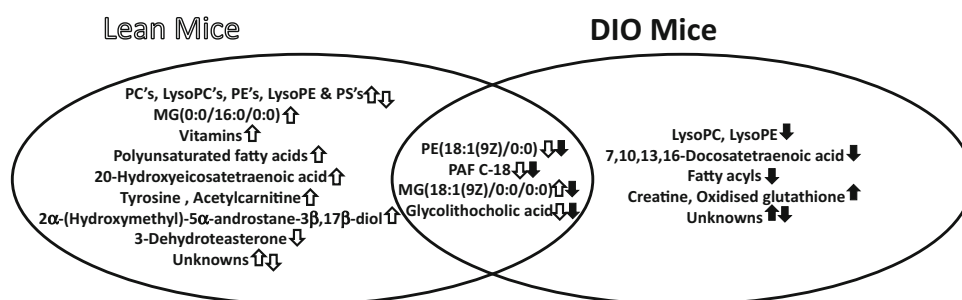 Lean Mice
DIO Mice
PC's, LysoPC's, PE's, LysoPE & PS's⇧⇩
MG(0:0/16:0/0:0)⇧
Vitamins⇧
Polyunsaturated fatty acids⇧
20-Hydroxyeicosatetraenoic acid⇧
Tyrosine , Acetylcarnitine⇧
2α-(Hydroxymethyl)-5α-androstane-3β,17β-diol⇧
3-Dehydroteasterone⇩
Unknowns⇧⇩
PE(18:1(9Z)/0:0)⇩⬇
PAF C-18⇩⬇
MG(18:1(9Z)/0:0/0:0)⇧⬇
Glycolithocholic acid⇩⬇
LysoPC, LysoPE⬇
7,10,13,16-Docosatetraenoic acid⬇
Fatty acyls⬇
Creatine, Oxidised glutathione⬆
Unknowns⬆⬇